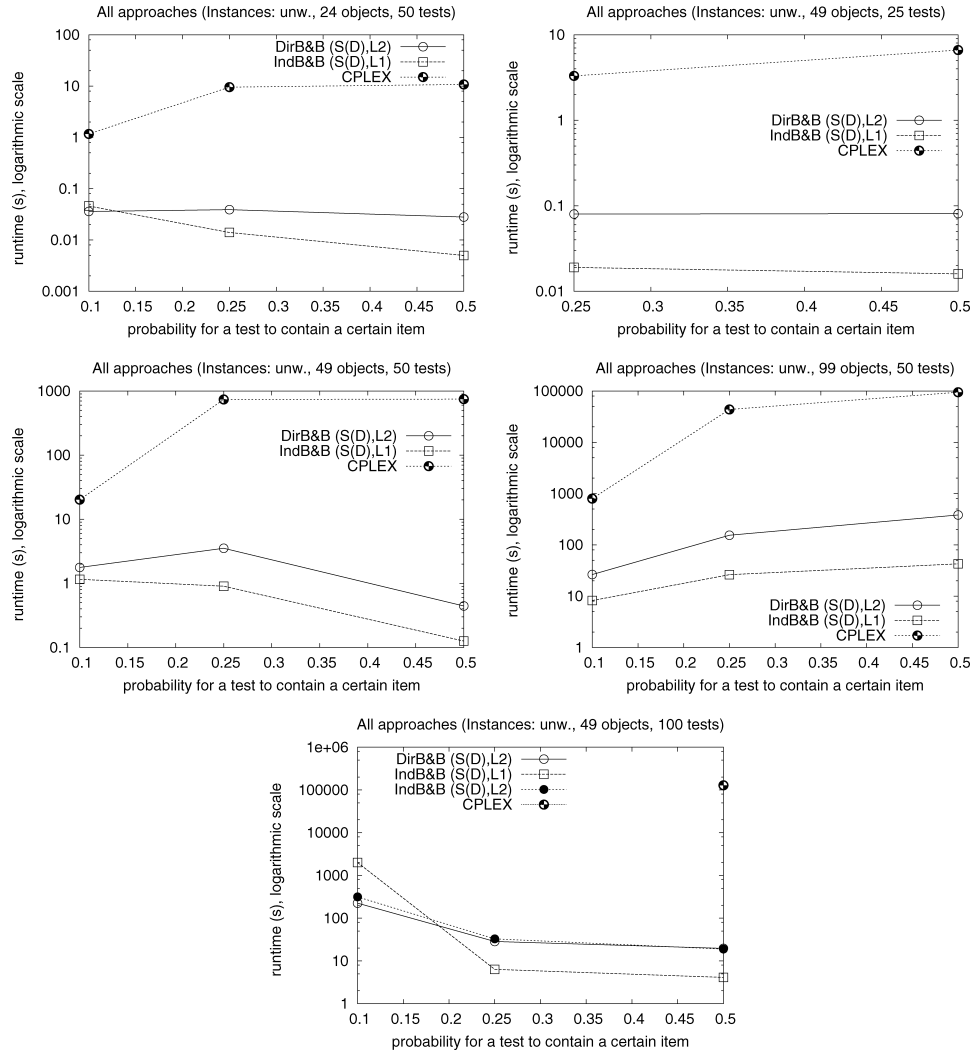 All approaches (Instances: unw., 24 objects, 50 tests)
100
10
1
0.1
0.01
0.001
runtime (s), logarithmic scale
DirB&B (S(D),L2)
IndB&B (S(D),L1)
CPLEX
0.1 0.15 0.2 0.25 0.3 0.35 0.4 0.45 0.5
probability for a test to contain a certain item
All approaches (Instances: unw., 49 objects, 25 tests)
10
1
0.1
0.01
runtime (s), logarithmic scale
DirB&B (S(D),L2)
IndB&B (S(D),L1)
CPLEX
0.25 0.3 0.35 0.4 0.45 0.5
probability for a test to contain a certain item
All approaches (Instances: unw., 49 objects, 50 tests)
1000
100
10
1
0.1
runtime (s), logarithmic scale
DirB&B (S(D),L2)
IndB&B (S(D),L1)
CPLEX
0.1 0.15 0.2 0.25 0.3 0.35 0.4 0.45 0.5
probability for a test to contain a certain item
All approaches (Instances: unw., 99 objects, 50 tests)
100000
10000
1000
100
10
1
runtime (s), logarithmic scale
DirB&B (S(D),L2)
IndB&B (S(D),L1)
CPLEX
0.1 0.15 0.2 0.25 0.3 0.35 0.4 0.45 0.5
probability for a test to contain a certain item
All approaches (Instances: unw., 49 objects, 100 tests)
1e+06
100000
10000
1000
100
10
1
runtime (s), logarithmic scale
DirB&B (S(D),L2)
IndB&B (S(D),L1)
IndB&B (S(D),L2)
CPLEX
0.1 0.15 0.2 0.25 0.3 0.35 0.4 0.45 0.5
probability for a test to contain a certain item